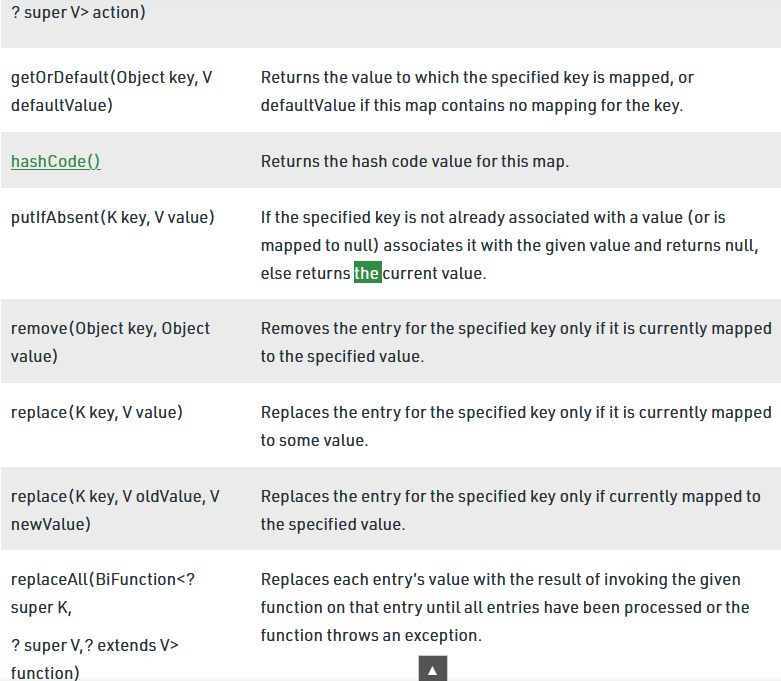 ? super V> action)
getOrDefault(Object key, V
defaultValue)
Returns the value to which the specified key is mapped, or
defaultValue if this map contains no mapping for the key.
hashCode()
Returns the hash code value for this map.
putIfAbsent(K key, V value)
If the specified key is not already associated with a value (or is
mapped to null) associates it with the given value and returns null,
else returns the current value.
remove(Object key, Object
value)
Removes the entry for the specified key only if it is currently mapped
to the specified value.
replace(K key, V value)
Replaces the entry for the specified key only if it is currently mapped
to some value.
replace(K key, V oldValue, V
newValue)
Replaces the entry for the specified key only if currently mapped to
the specified value.
replaceAll(BiFunction<?
super K,
? super V,? extends V>
function)
Replaces each entry’s value with the result of invoking the given
function on that entry until all entries have been processed or the
function throws an exception.